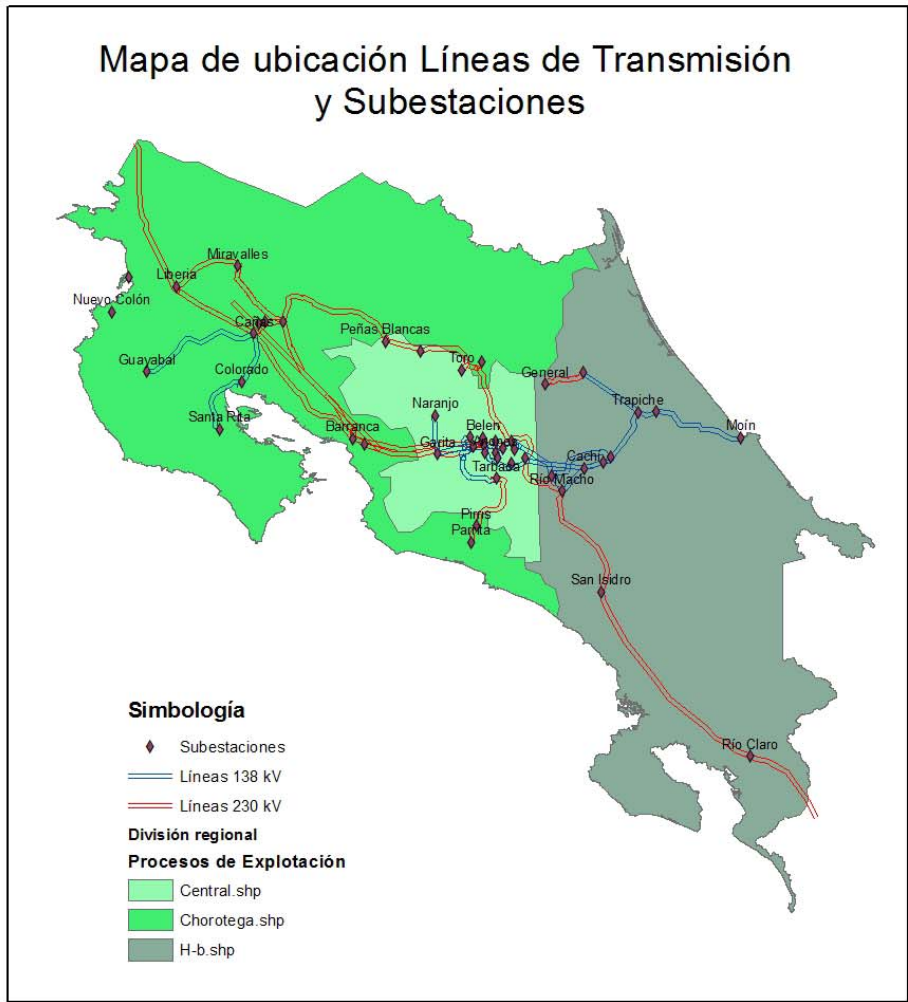 Mapa de ubicación Líneas de Transmisión
y Subestaciones
Miravalles
Liberia
Nuevo Colón
Cañas
Peñas Blancas
Guayabal
Colorado
Toro
General
Trapiche
Naranjo
Santa Rita
Barranca
Belen
Moín
Garita
Cachí
Tarbaca
Río Macho
Pirris
Parrita
San Isidro
Río Claro
Simbología
Subestaciones
Líneas 138 kV
Líneas 230 kV
División regional
Procesos de Explotación
Central.shp
Chorotega.shp
H-b.shp